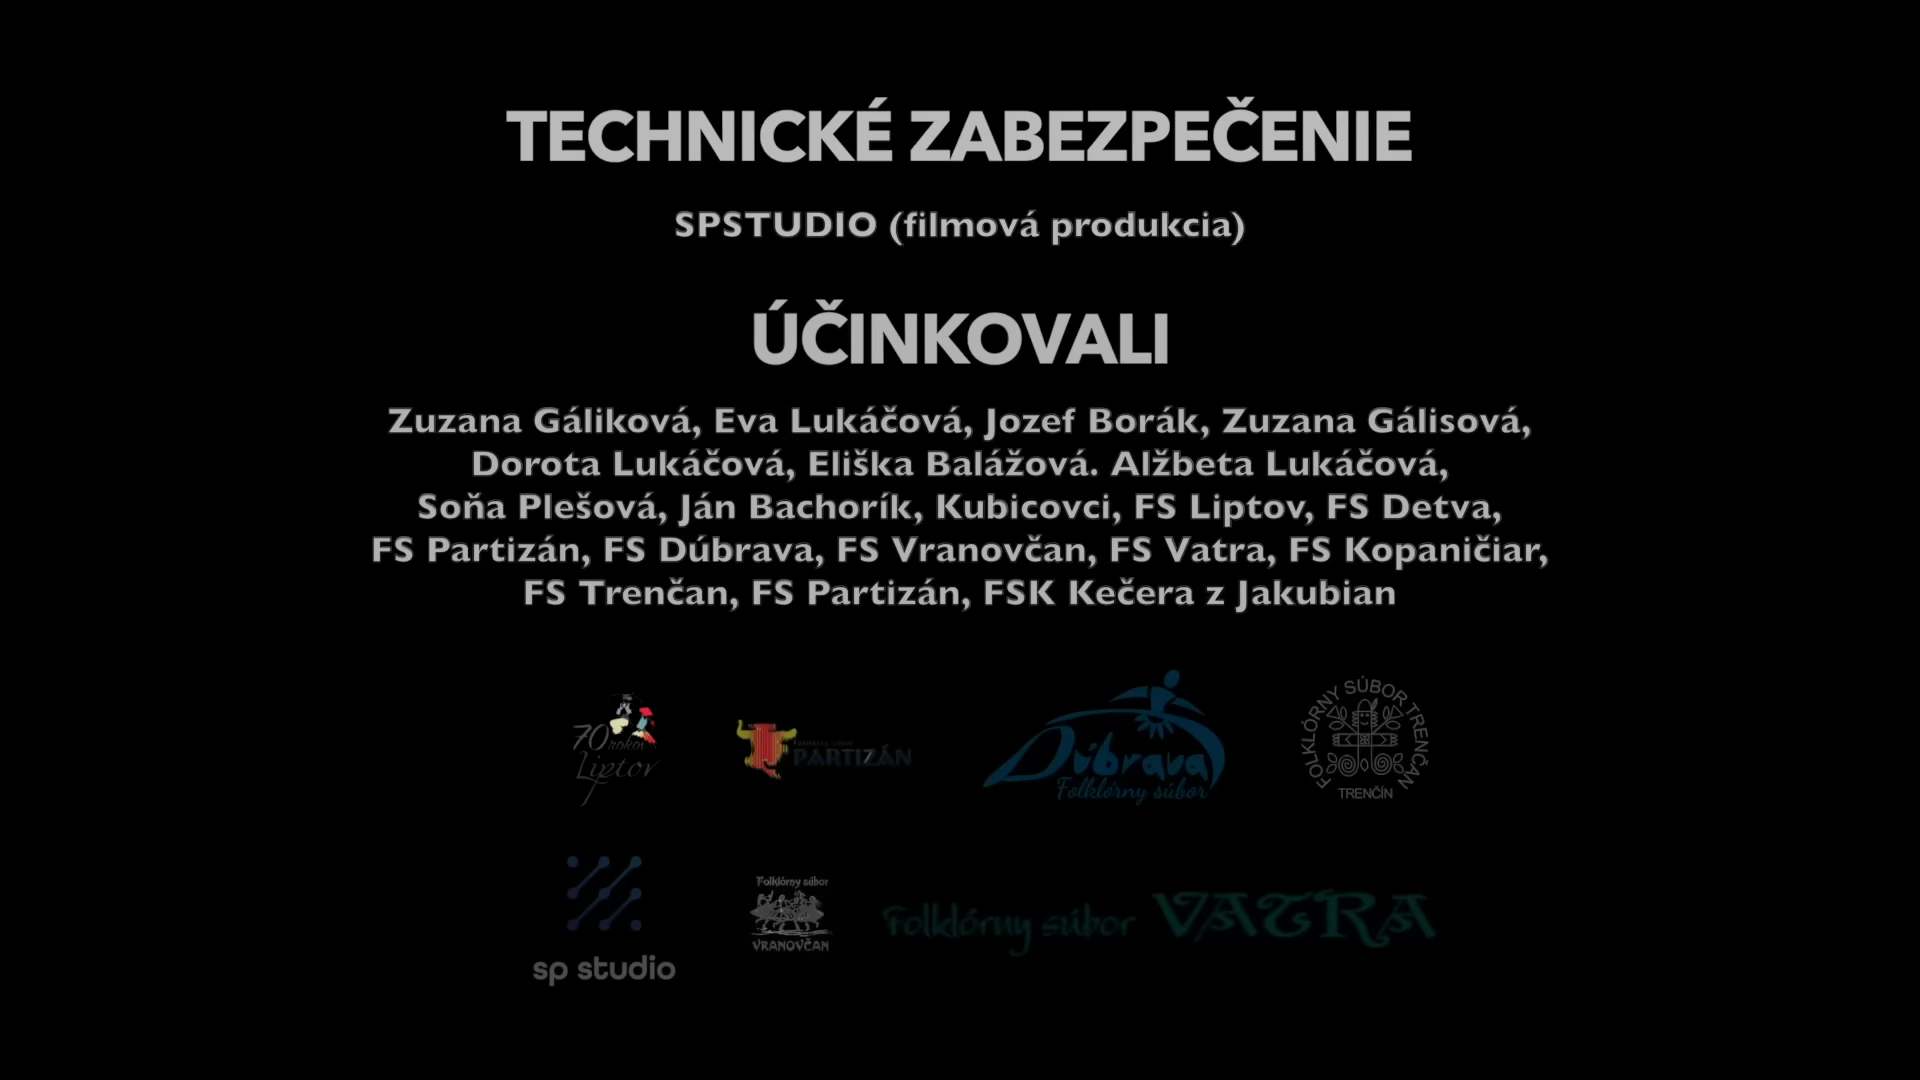 TECHNICKÉ ZABEZPEČENIE
SPSTUDIO (filmová produkcia)
ÚČINKOVALI
Zuzana Gáliková, Eva Lukáčová, Jozef Borák, Zuzana Gálisová,
Dorota Lukáčová, Eliška Balážová. Alžbeta Lukáčová,
Soňa Plešová, Ján Bachorík, Kubicovci, FS Liptov, FS Detva,
FS Partizán, FS Dúbrava, FS Vranovčan, FS Vatra, FS Kopaničiar,
FS Trenčan, FS Partizán, FSK Kečera z Jakubian
70 rokov
Liptov
Folklórny súbor
PARTIZÁN
Dúbrava
Folklórny súbor
FOLKLÓRNY SÚBOR TRENČAN
TRENČÍN
sp studio
Folklórny súbor
VRANOVČAN
Folklórny súbor VATRA